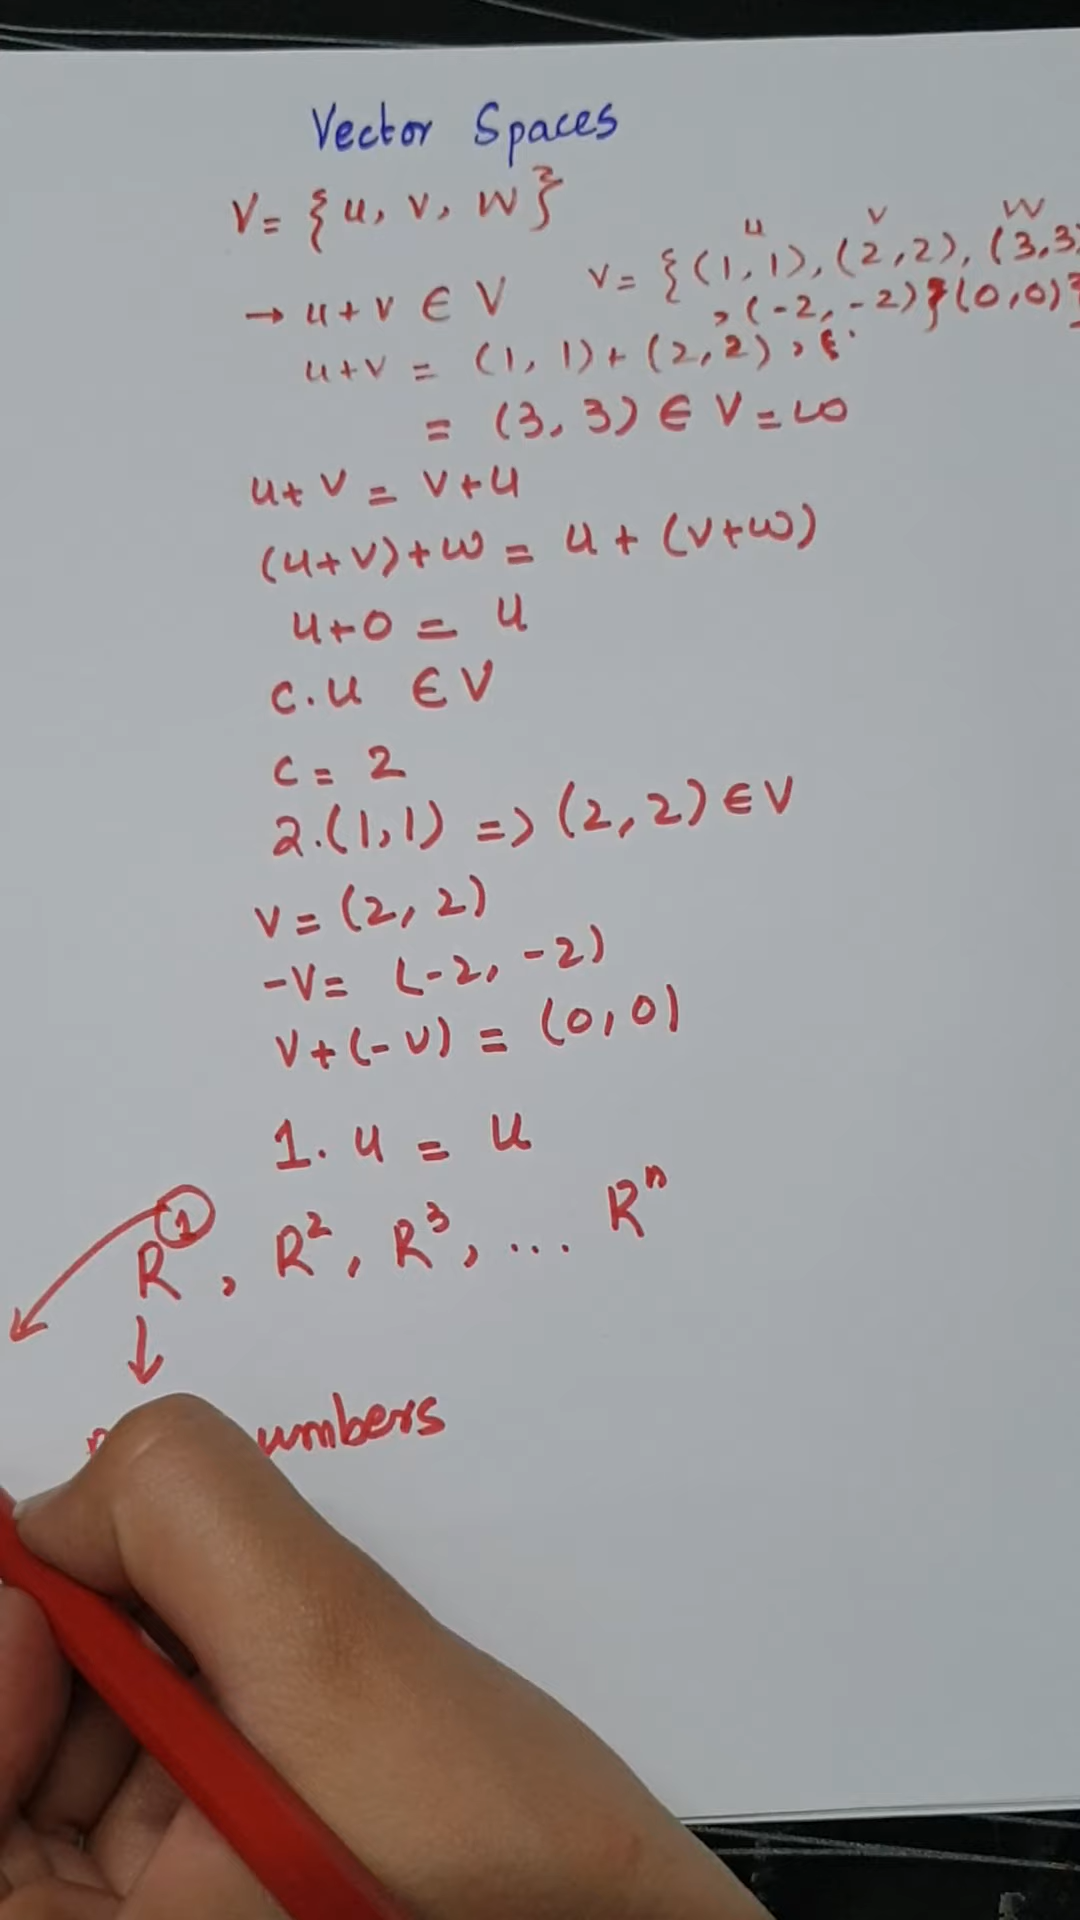 Vector Spaces
V = {u, v, w}
V = {(1,1), (2,2), (3,3
u v w
, (-2,-2)} (0,0)}
→ u+v ∈ V
u+v = (1,1)+(2,2),
= (3,3) ∈ V = w
u+v = v+u
(u+v)+w = u+(v+w)
u+0 = u
c.u ∈ V
c = 2
2.(1,1) => (2,2) ∈ V
v = (2,2)
-v = (-2,-2)
v+(-v) = (0,0)
1. u = u
R¹, R², R³, ... Rⁿ
↓
umbers